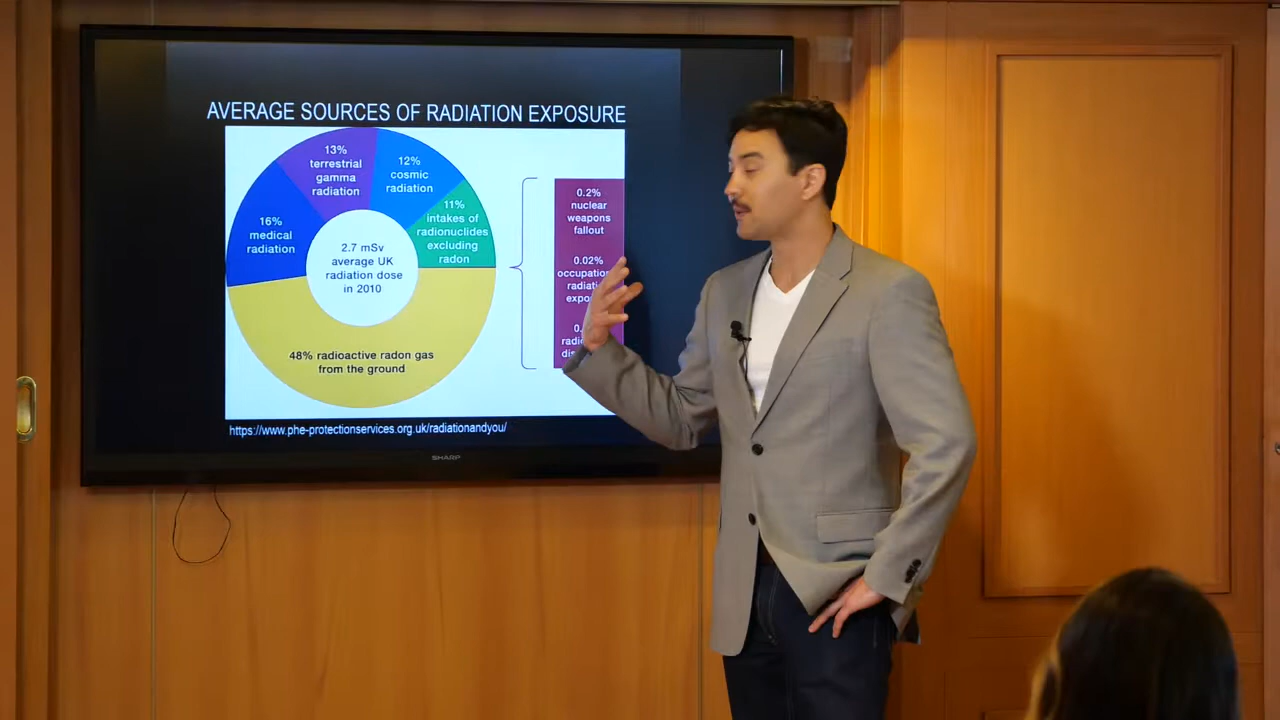 AVERAGE SOURCES OF RADIATION EXPOSURE
13%
terrestrial
gamma
radiation
12%
cosmic
radiation
16%
medical
radiation
11%
intakes of
radionuclides
excluding
radon
2.7 mSv
average UK
radiation dose
in 2010
48% radioactive radon gas
from the ground
0.2%
nuclear
weapons
fallout
0.02%
https://www.phe-protectionservices.org.uk/radiationandyou/
SHARP